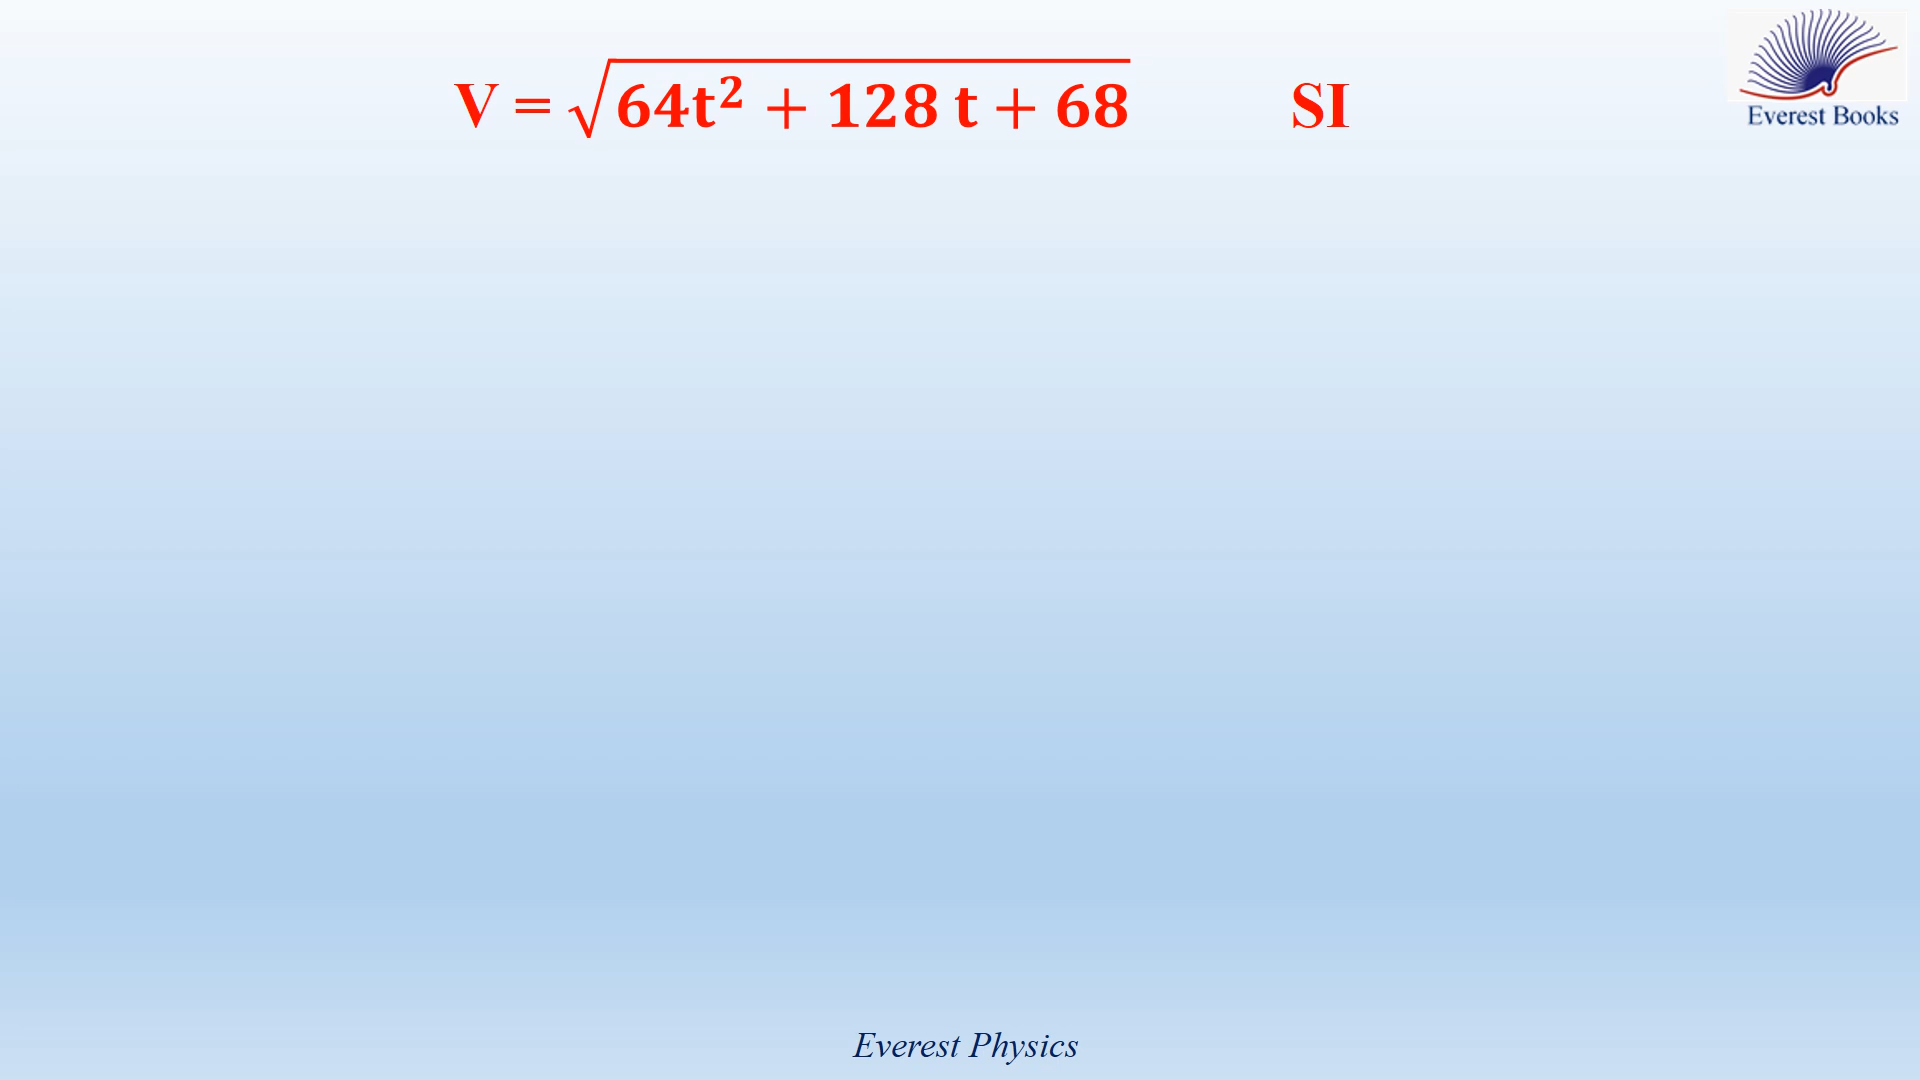 V = √(64t² + 128 t + 68) SI
Everest Books
Everest Physics